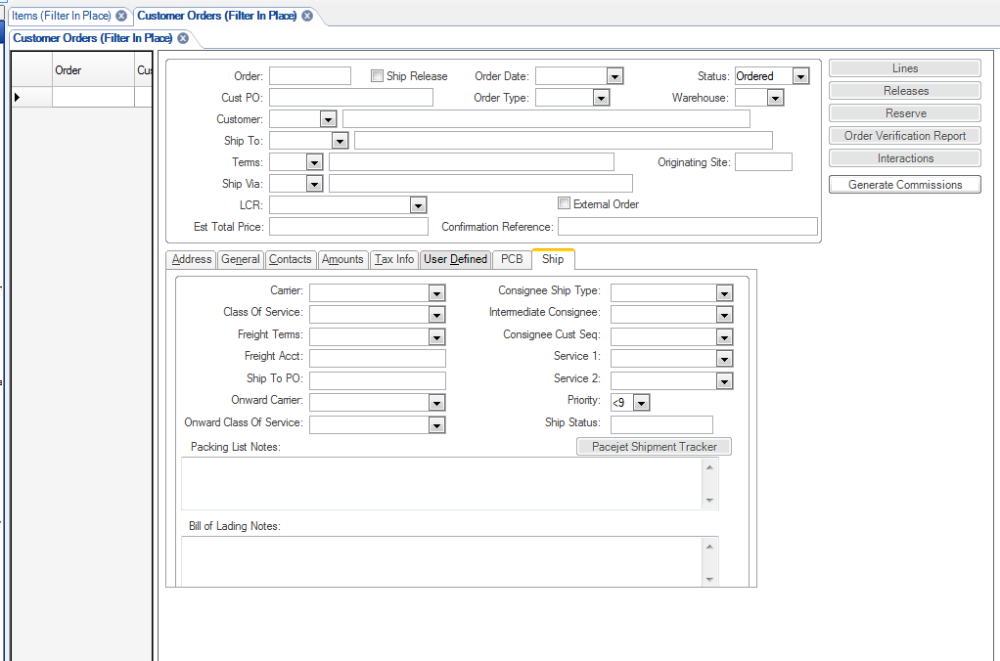 Items (Filter In Place)
Customer Orders (Filter In Place)
Customer Orders (Filter In Place)
Order
Cus
Order:
Ship Release
Order Date:
Status: Ordered
Cust PO:
Order Type:
Warehouse:
Customer:
Ship To:
Terms:
Originating Site:
Ship Via:
LCR:
External Order
Est Total Price:
Confirmation Reference:
Lines
Releases
Reserve
Order Verification Report
Interactions
Generate Commissions
Address
General
Contacts
Amounts
Tax Info
User Defined
PCB
Ship
Carrier:
Consignee Ship Type:
Class Of Service:
Intermediate Consignee:
Freight Terms:
Consignee Cust Seq:
Freight Acct:
Service 1:
Ship To PO:
Service 2:
Onward Carrier:
Priority: <9
Onward Class Of Service:
Ship Status:
Packing List Notes:
Pacejet Shipment Tracker
Bill of Lading Notes: